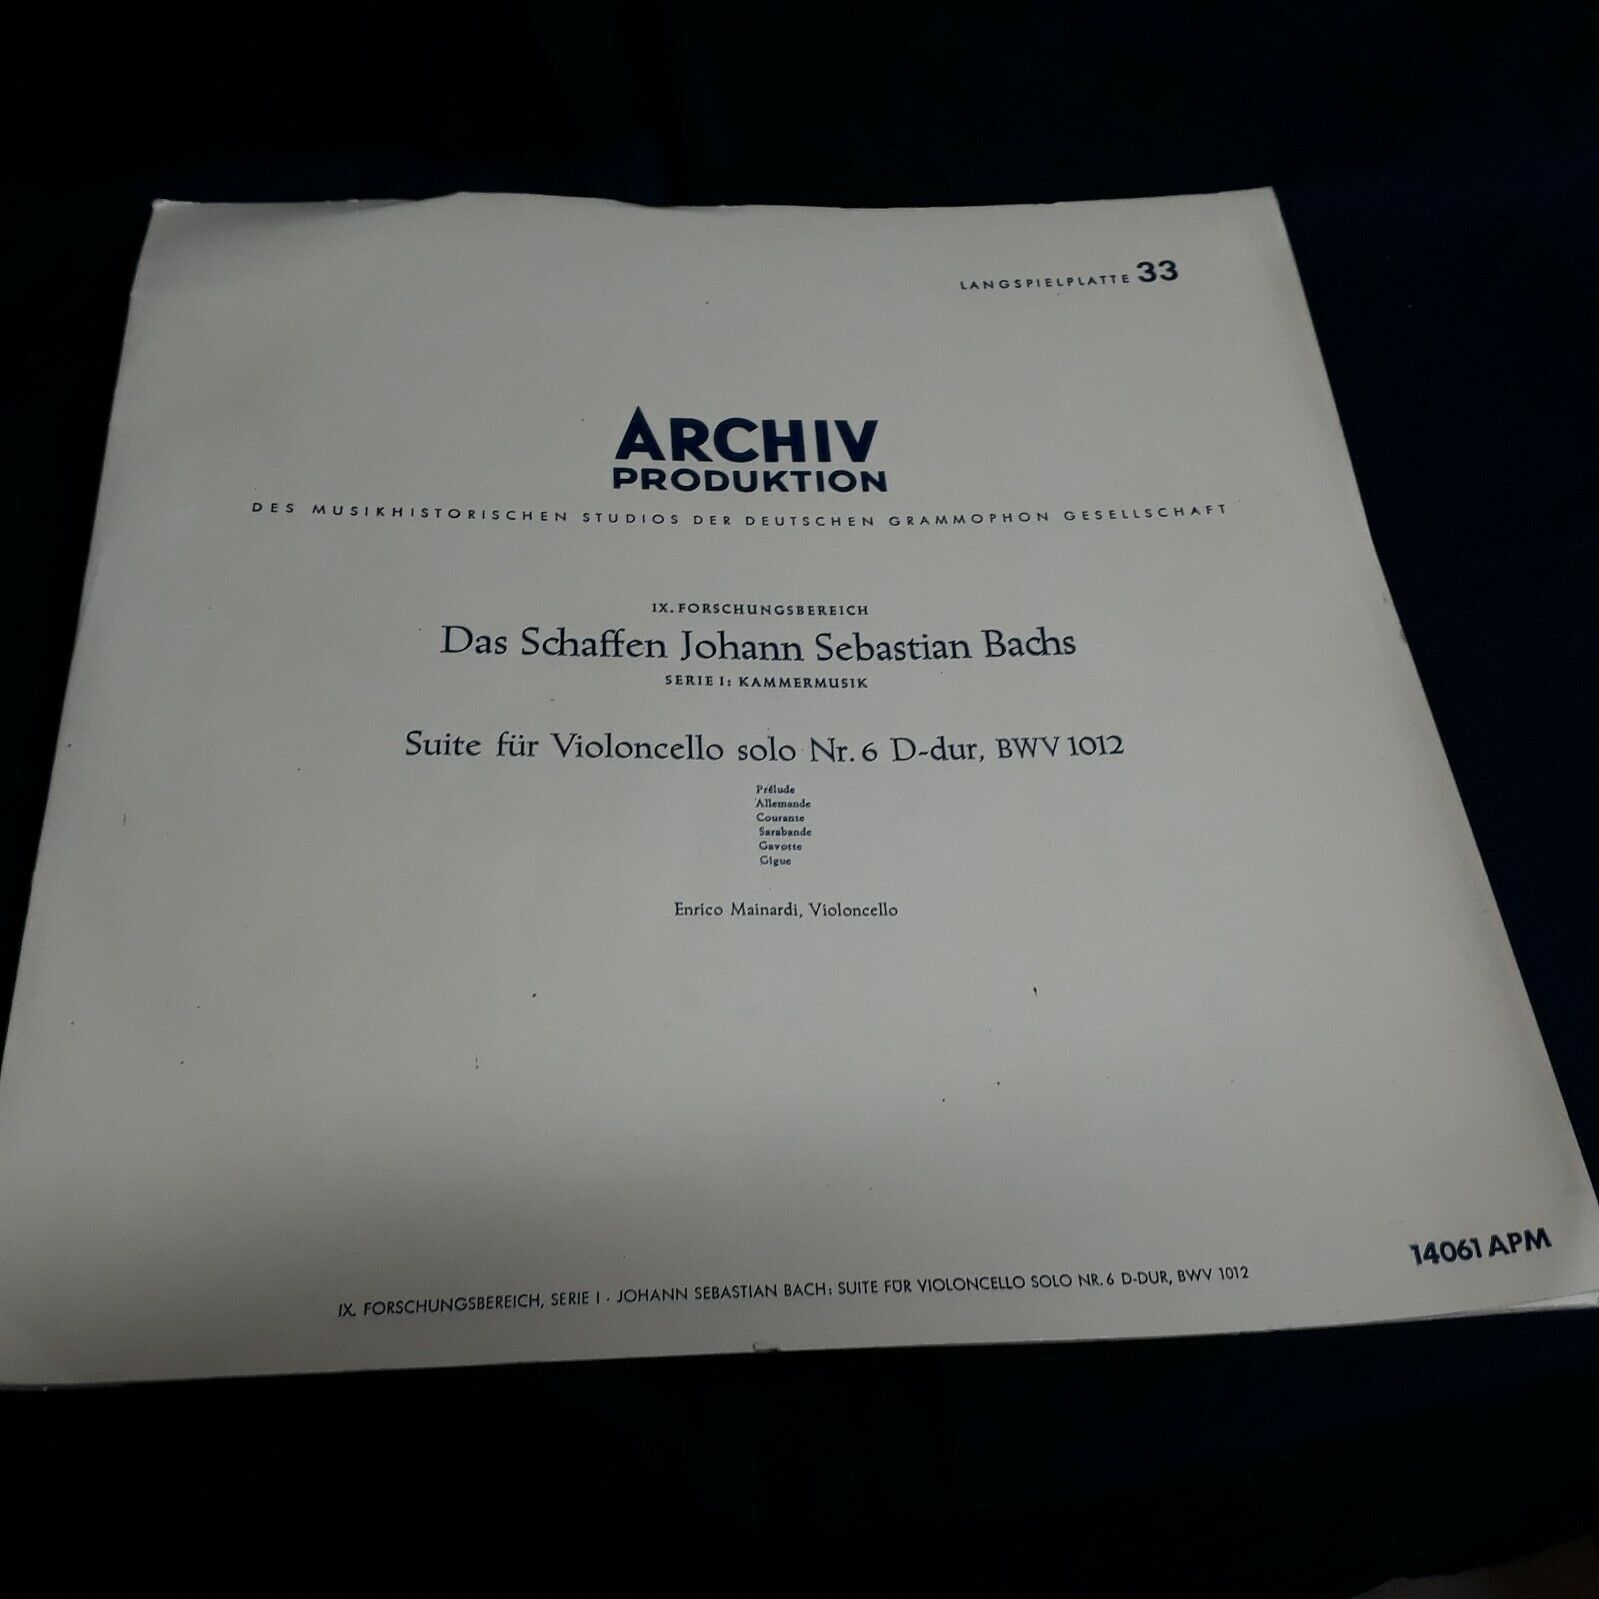 LANGSPIELPLATTE 33
ARCHIV
PRODUKTION
DES MUSIKHISTORISCHEN STUDIOS DER DEUTSCHEN GRAMMOPHON GESELLSCHAFT
IX. FORSCHUNGSBEREICH
Das Schaffen Johann Sebastian Bachs
SERIE I: KAMMERMUSIK
Suite für Violoncello solo Nr. 6 D-dur, BWV 1012
Prélude
Allemande
Courante
Sarabande
Gavotte
Gigue
Enrico Mainardi, Violoncello
14061 APM
IX. FORSCHUNGSBEREICH, SERIE I · JOHANN SEBASTIAN BACH: SUITE FÜR VIOLONCELLO SOLO NR. 6 D-DUR, BWV 1012